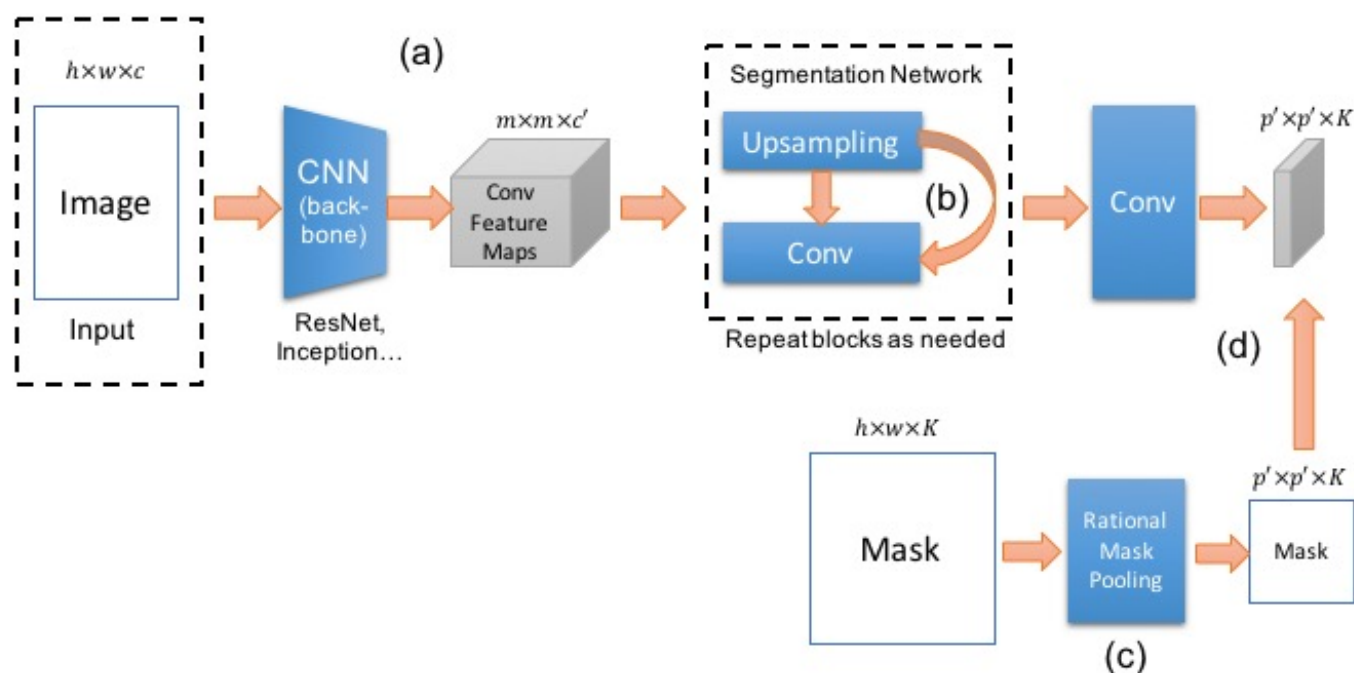 (a)
h×w×c
Image
Input
CNN
(back-
bone)
ResNet,
Inception…
m×m×c′
Conv
Feature
Maps
Segmentation Network
Upsampling
(b)
Conv
Repeat blocks as needed
Conv
p′×p′×K
(d)
h×w×K
Mask
Rational
Mask
Pooling
(c)
p′×p′×K
Mask